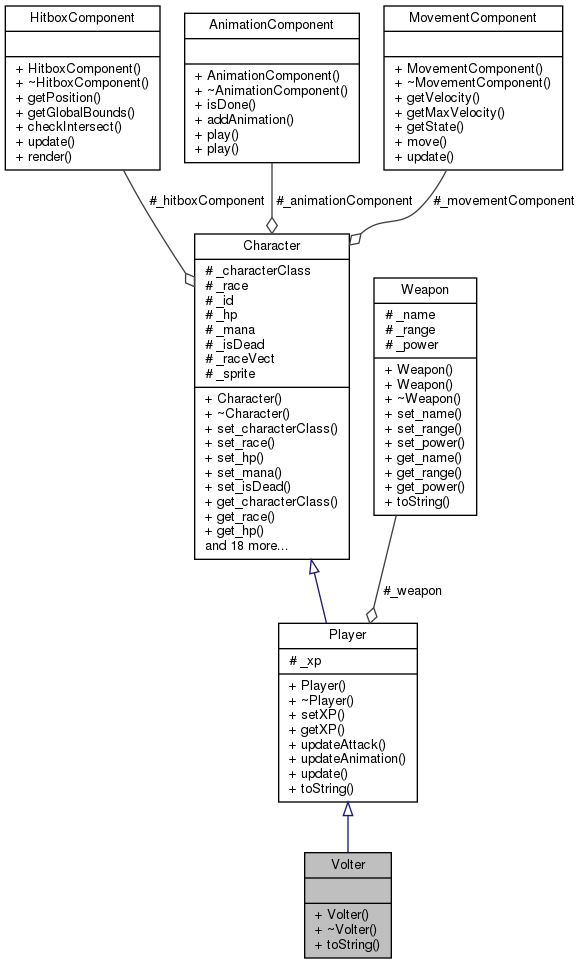 HitboxComponent
+ HitboxComponent()
+ ~HitboxComponent()
+ getPosition()
+ getGlobalBounds()
+ checkIntersect()
+ update()
+ render()
AnimationComponent
+ AnimationComponent()
+ ~AnimationComponent()
+ isDone()
+ addAnimation()
+ play()
+ play()
MovementComponent
+ MovementComponent()
+ ~MovementComponent()
+ getVelocity()
+ getMaxVelocity()
+ getState()
+ move()
+ update()
#_hitboxComponent
#_animationComponent
#_movementComponent
Character
# _characterClass
# _race
# _id
# _hp
# _mana
# _isDead
# _raceVect
# _sprite
+ Character()
+ ~Character()
+ set_characterClass()
+ set_race()
+ set_hp()
+ set_mana()
+ set_isDead()
+ get_characterClass()
+ get_race()
+ get_hp()
and 18 more...
Weapon
# _name
# _range
# _power
+ Weapon()
+ Weapon()
+ ~Weapon()
+ set_name()
+ set_range()
+ set_power()
+ get_name()
+ get_range()
+ get_power()
+ toString()
#_weapon
Player
# _xp
+ Player()
+ ~Player()
+ setXP()
+ getXP()
+ updateAttack()
+ updateAnimation()
+ update()
+ toString()
Volter
+ Volter()
+ ~Volter()
+ toString()